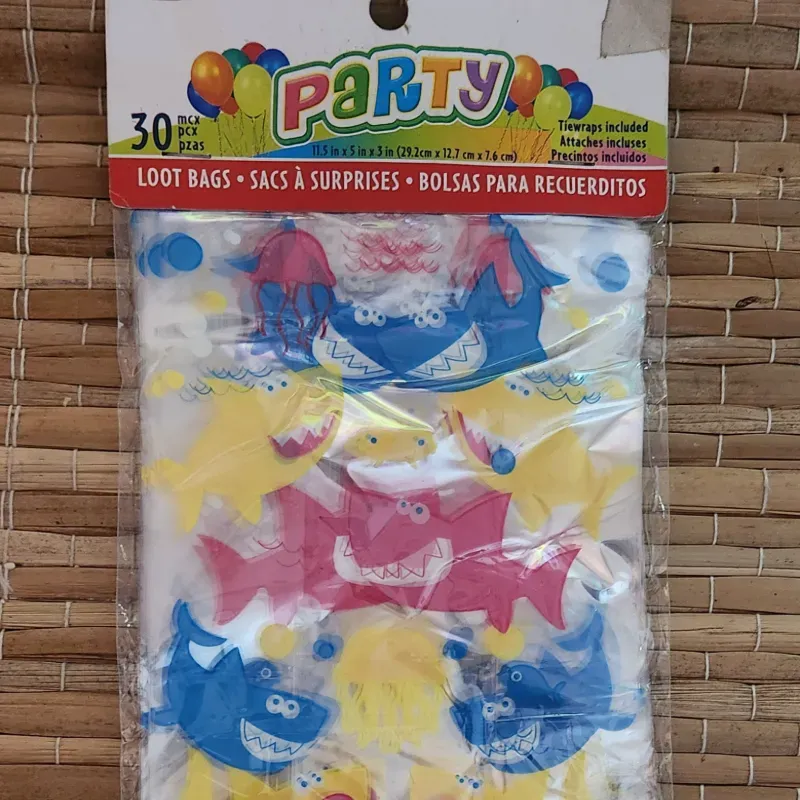 PaRTY
30 mcx
pcx
pzas
Tiewraps included
Attaches incluses
Precintos incluidos
11.5 in x 5 in x 3 in (29.2cm x 12.7 cm x 7.6 cm)
LOOT BAGS • SACS À SURPRISES • BOLSAS PARA RECUERDITOS